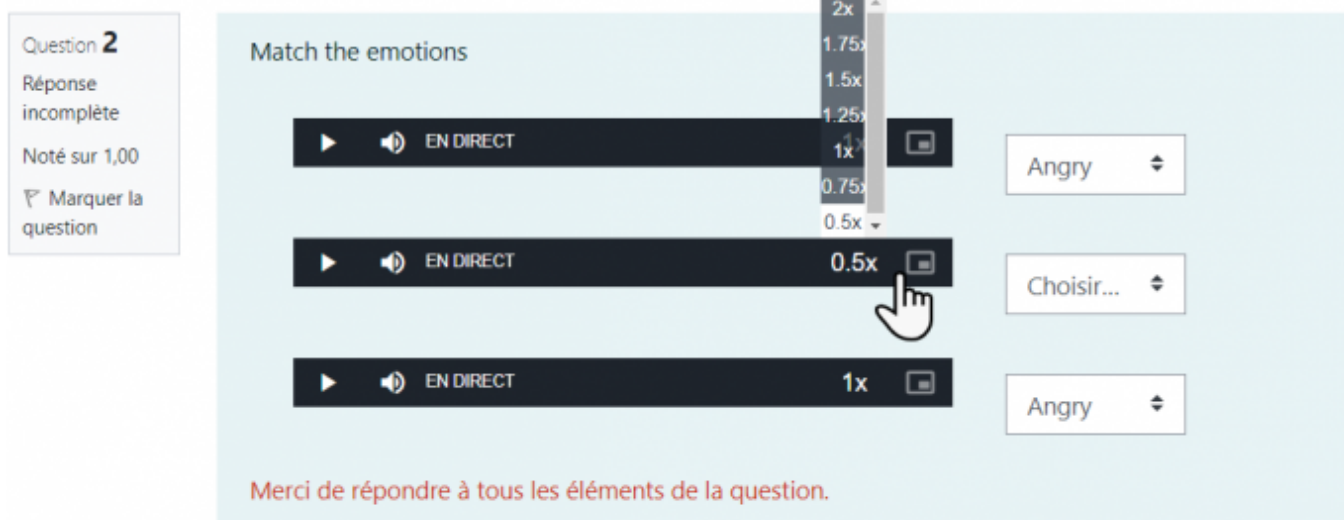 Question 2
Réponse
incomplète
Noté sur 1,00
Marquer la
question
Match the emotions
2x
1.75x
1.5x
1.25x
1x
0.75x
0.5x
EN DIRECT
Angry
EN DIRECT 0.5x
Choisir...
EN DIRECT 1x
Angry
Merci de répondre à tous les éléments de la question.